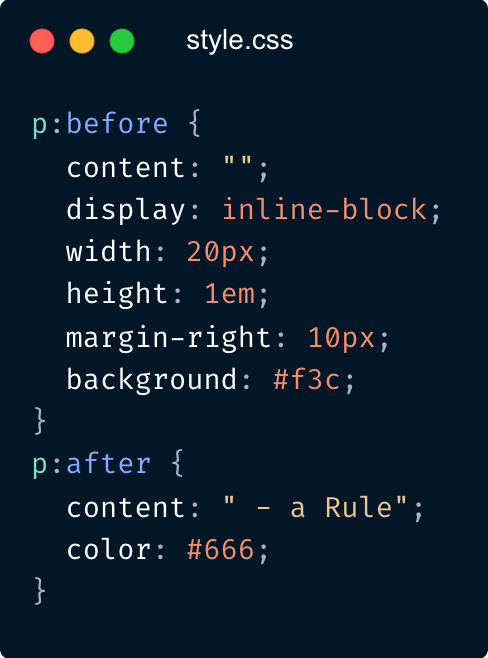 style.css
p:before {
  content: "";
  display: inline-block;
  width: 20px;
  height: 1em;
  margin-right: 10px;
  background: #f3c;
}
p:after {
  content: " - a Rule";
  color: #666;
}